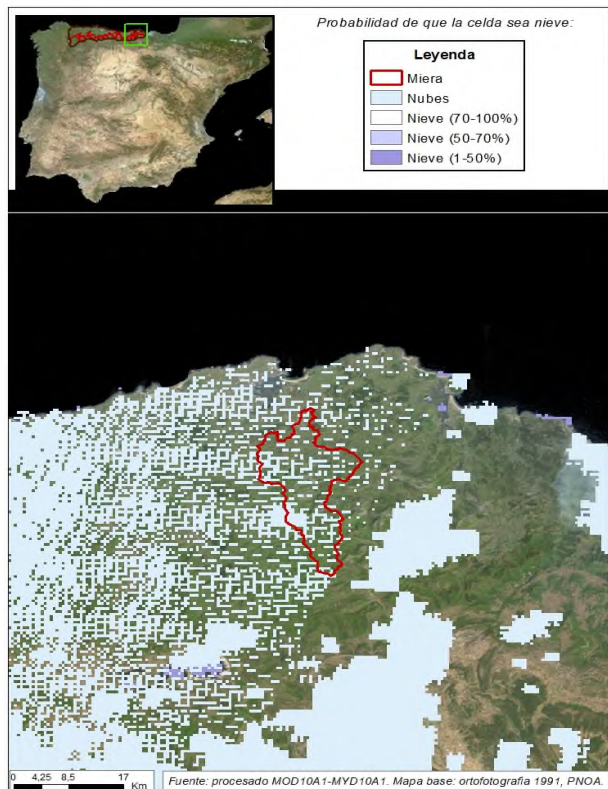 Probabilidad de que la celda sea nieve:
Leyenda
Miera
Nubes
Nieve (70-100%)
Nieve (50-70%)
Nieve (1-50%)
0 4,25 8,5 17
Km
Fuente: procesado MOD10A1-MYD10A1. Mapa base: ortofotografia 1991, PNOA.